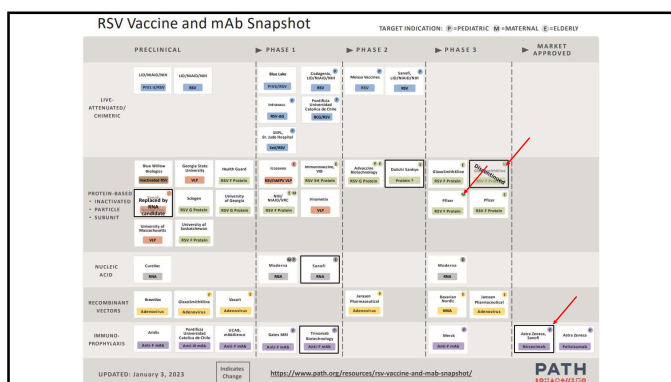 RSV Vaccine and mAb Snapshot
TARGET INDICATION: P =PEDIATRIC M =MATERNAL E =ELDERLY
PRECLINICAL
PHASE 1
PHASE 2
PHASE 3
MARKET
APPROVED
LIVE-
ATTENUATED/
CHIMERIC
LID/NIAID/NIH
PIV1-3/RSV
LID/NIAID/NIH
RSV
Blue Lake
PIV5/RSV
P
Codagenix,
LID/NIAID/NIH
RSV
P
Intravacc
RSV-ΔG
P
Pontificia
Universidad
Catolica de Chile
BCG/RSV
P
SIIPL,
St. Jude Hospital
SeV/RSV
P
Meissa Vaccines
RSV
P
Sanofi,
LID/NIAID/NIH
RSV
P
PROTEIN-BASED
• INACTIVATED
• PARTICLE
• SUBUNIT
Blue Willow
Biologics
Inactivated RSV
Georgia State
University
VLP
Health Guard
RSV F Protein
Replaced by
RNA
candidate
Sciogen
RSV G Protein
University
of Georgia
RSV G Protein
University of
Massachusetts
VLP
University of
Saskatchewan
RSV F Protein
Icosavax
RSV/hMPV VLP
E
Immunovaccine,
VIB
RSV SH Protein
E
NIH/
NIAID/VRC
RSV F Protein
E M
Virometix
VLP
Advaccine
Biotechnology
RSV G Protein
P E
Daiichi Sankyo
Protein ?
E
GlaxoSmithKline
RSV F Protein
E
Discontinued
GlaxoSmithKline
RSV F Protein
M
Pfizer
RSV F Protein
M
Pfizer
RSV F Protein
E
NUCLEIC
ACID
CureVac
RNA
Moderna
RNA
M P
Sanofi
RNA
E
Moderna
RNA
E
RECOMBINANT
VECTORS
BravoVax
Adenovirus
GlaxoSmithKline
Adenovirus
P
Vaxart
Adenovirus
E
Janssen
Pharmaceutical
Adenovirus
P
Bavarian
Nordic
MVA
E
Janssen
Pharmaceutical
Adenovirus
E
IMMUNO-
PROPHYLAXIS
Aridis
Anti-F mAb
Pontificia
Universidad
Catolica de Chile
Anti-N mAb
UCAB,
mAbXience
Anti-F mAb
Gates MRI
Anti-F mAb
P
Trinomab
Biotechnology
Anti-F mAb
P
Merck
Anti-F mAb
P
Astra Zeneca,
Sanofi
Nirsevimab
P
Astra Zeneca
Palivizumab
P
UPDATED: January 3, 2023
Indicates
Change
https://www.path.org/resources/rsv-vaccine-and-mab-snapshot/
PATH